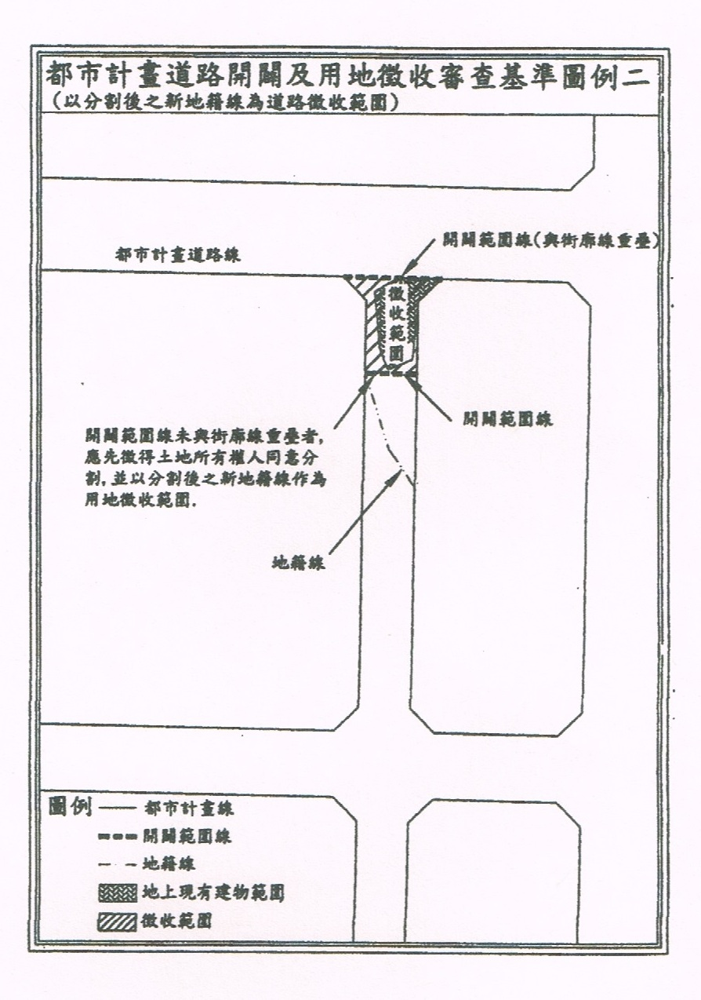 都市計畫道路開闢及用地徵收審查基準圖例二
(以分割後之新地籍線為道路徵收範圍)
開闢範圍線(與街廓線重疊)
都市計畫道路線
徵
收
範
圍
開闢範圍線
開闢範圍線未與街廓線重疊者,
應先徵得土地所有權人同意分
割,並以分割後之新地籍線作為
用地徵收範圍.
地籍線
圖例
都市計畫線
開闢範圍線
地籍線
地上現有建物範圍
徵收範圍